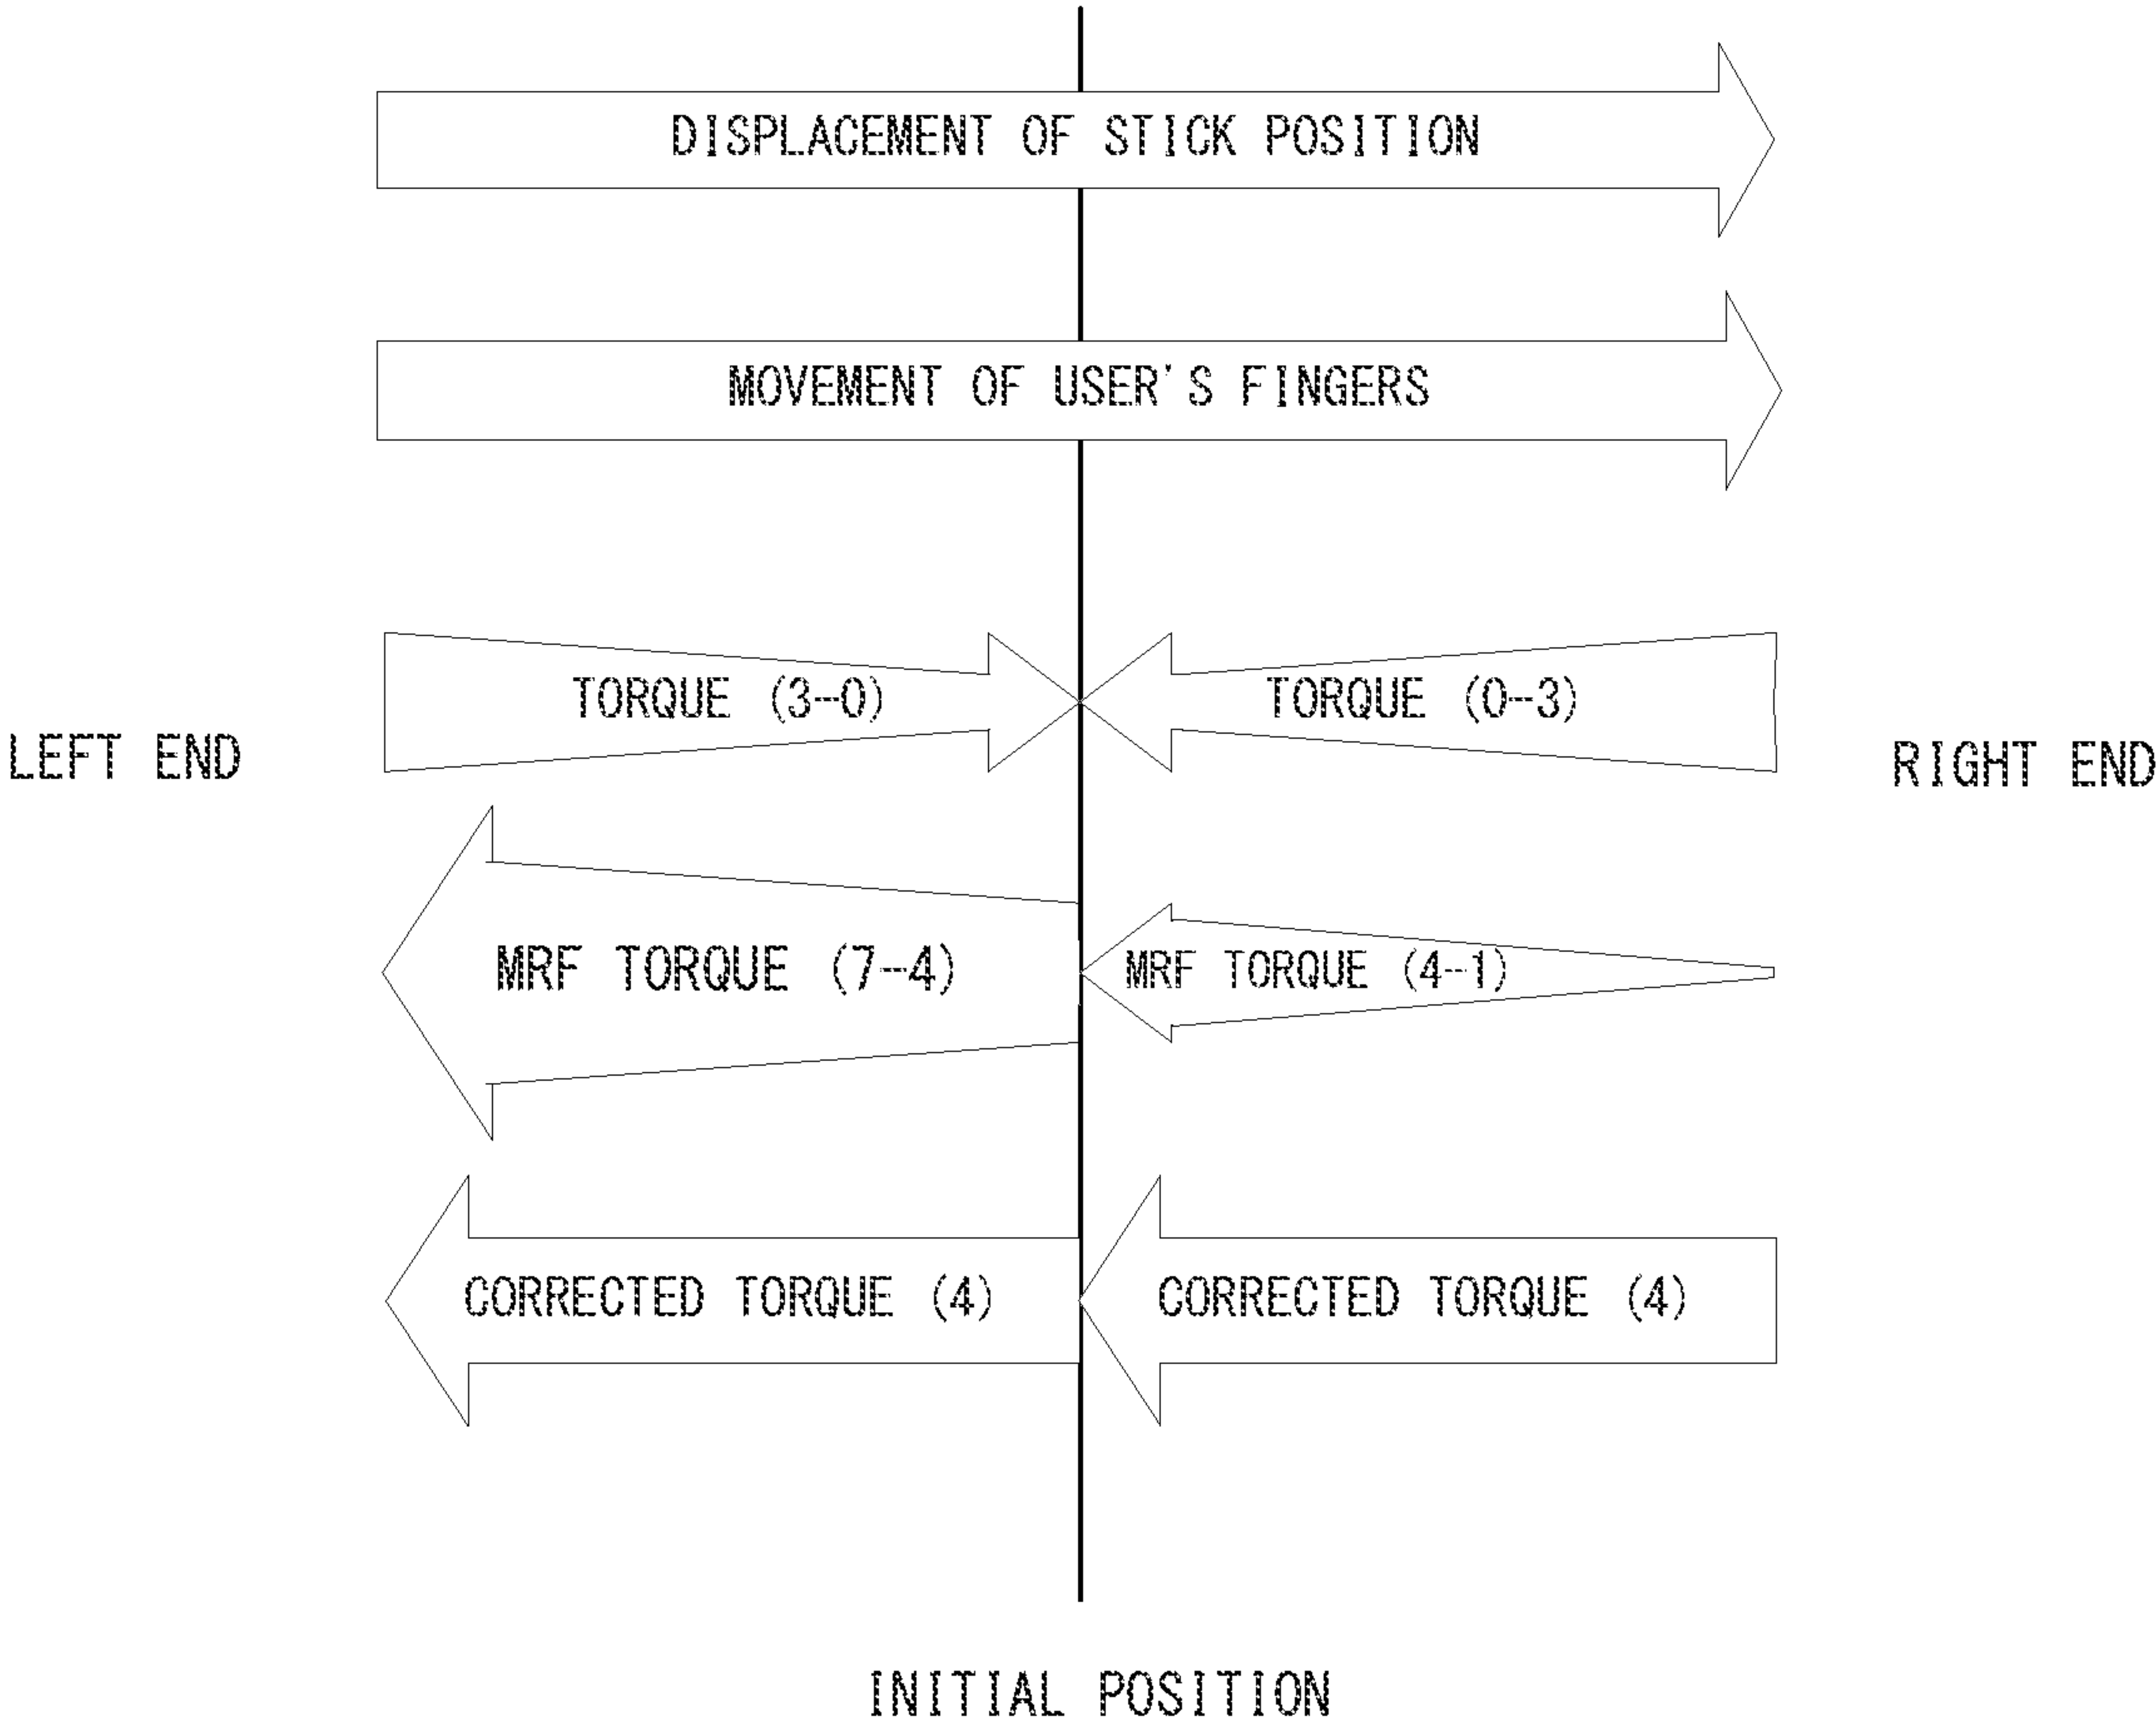 DISPLACEMENT OF STICK POSITION
MOVEMENT OF USER'S FINGERS
TORQUE (3-0)
TORQUE (0-3)
LEFT END
RIGHT END
MRF TORQUE (7-4)
MRF TORQUE (4-1)
CORRECTED TORQUE (4)
CORRECTED TORQUE (4)
INITIAL POSITION